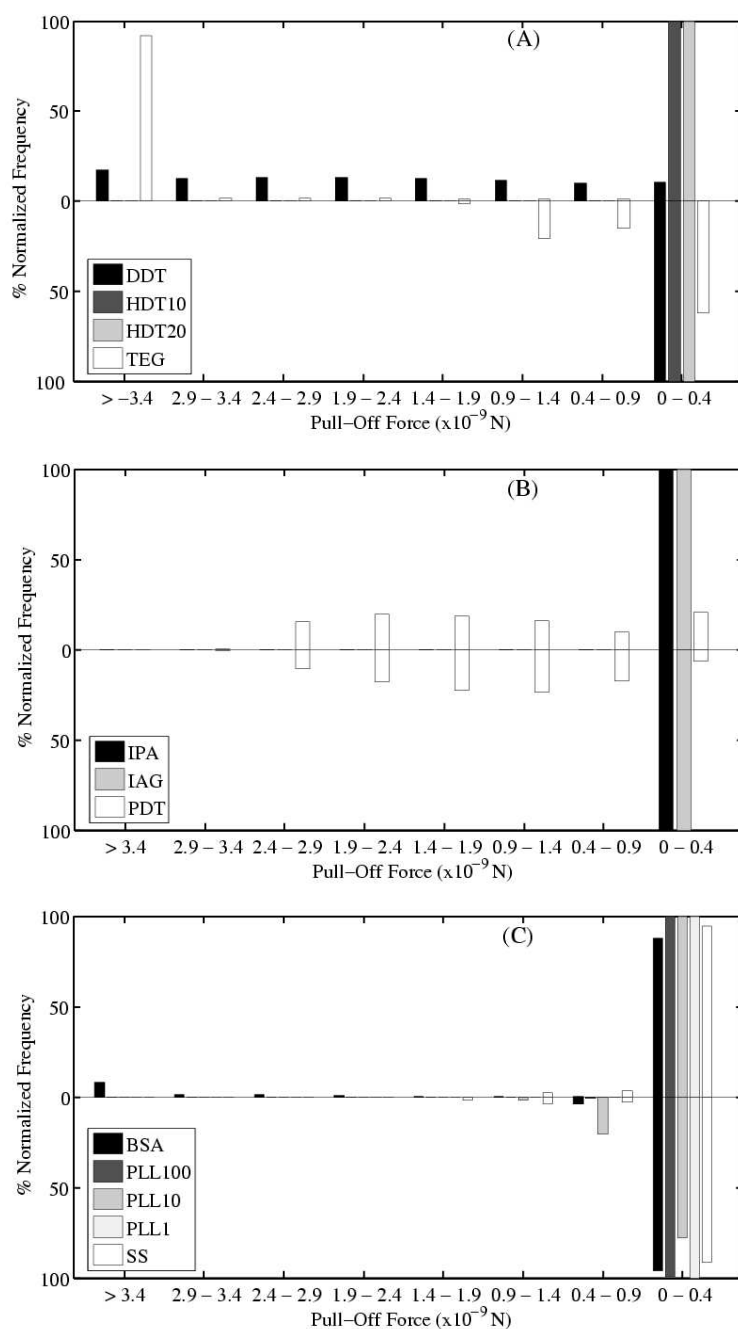 100
(A)
50
0
50
100
% Normalized Frequency
DDT
HDT10
HDT20
TEG
> −3.4 2.9 − 3.4 2.4 − 2.9 1.9 − 2.4 1.4 − 1.9 0.9 − 1.4 0.4 − 0.9 0 − 0.4
Pull−Off Force (x10⁻⁹ N)
100
(B)
50
0
50
100
% Normalized Frequency
IPA
IAG
PDT
> 3.4 2.9 − 3.4 2.4 − 2.9 1.9 − 2.4 1.4 − 1.9 0.9 − 1.4 0.4 − 0.9 0 − 0.4
Pull−Off Force (x10⁻⁹ N)
100
(C)
50
0
50
100
% Normalized Frequency
BSA
PLL100
PLL10
PLL1
SS
> 3.4 2.9 − 3.4 2.4 − 2.9 1.9 − 2.4 1.4 − 1.9 0.9 − 1.4 0.4 − 0.9 0 − 0.4
Pull−Off Force (x10⁻⁹ N)